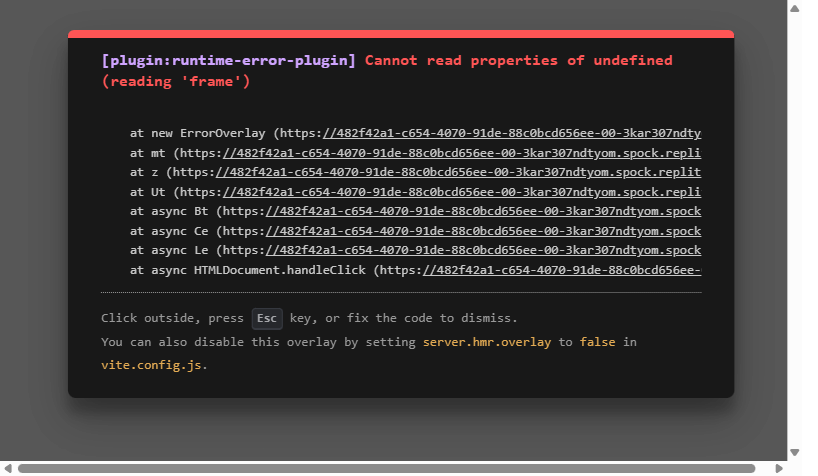 [plugin:runtime-error-plugin] Cannot read properties of undefined
(reading 'frame')
at new ErrorOverlay (https://482f42a1-c654-4070-91de-88c0bcd656ee-00-3kar307ndty
at mt (https://482f42a1-c654-4070-91de-88c0bcd656ee-00-3kar307ndtyom.spock.repli
at z (https://482f42a1-c654-4070-91de-88c0bcd656ee-00-3kar307ndtyom.spock.replit
at Ut (https://482f42a1-c654-4070-91de-88c0bcd656ee-00-3kar307ndtyom.spock.repli
at async Bt (https://482f42a1-c654-4070-91de-88c0bcd656ee-00-3kar307ndtyom.spock
at async Ce (https://482f42a1-c654-4070-91de-88c0bcd656ee-00-3kar307ndtyom.spock
at async Le (https://482f42a1-c654-4070-91de-88c0bcd656ee-00-3kar307ndtyom.spock
at async HTMLDocument.handleClick (https://482f42a1-c654-4070-91de-88c0bcd656ee-
Click outside, press Esc key, or fix the code to dismiss.
You can also disable this overlay by setting server.hmr.overlay to false in
vite.config.js.